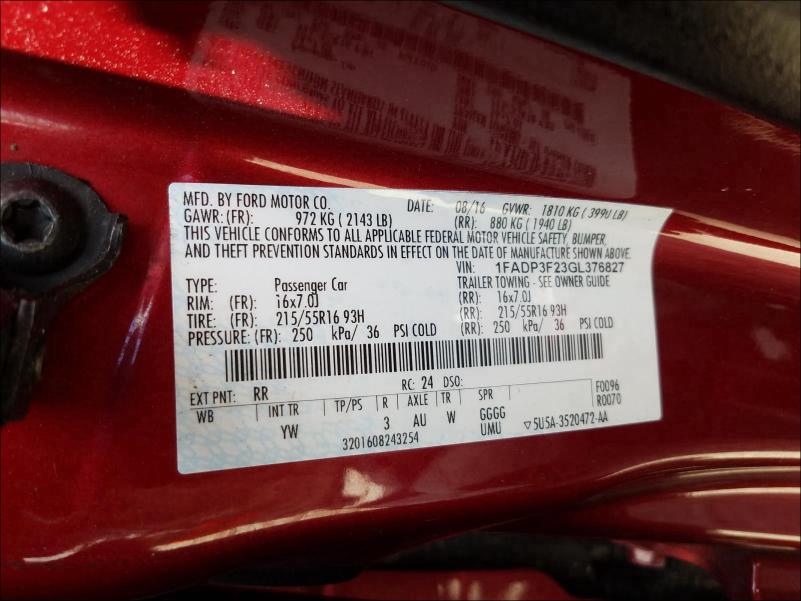 MFD. BY FORD MOTOR CO. DATE: 08/16 GVWR: 1810 KG ( 3990 LB)
GAWR: (FR): 972 KG ( 2143 LB) (RR): 880 KG ( 1940 LB)
THIS VEHICLE CONFORMS TO ALL APPLICABLE FEDERAL MOTOR VEHICLE SAFETY, BUMPER,
AND THEFT PREVENTION STANDARDS IN EFFECT ON THE DATE OF MANUFACTURE SHOWN ABOVE.
VIN: 1FADP3F23GL376827
TYPE: Passenger Car TRAILER TOWING - SEE OWNER GUIDE
RIM: (FR): 16x7.0J (RR): 16x7.0J
TIRE: (FR): 215/55R16 93H (RR): 215/55R16 93H
PRESSURE: (FR): 250 kPa/ 36 PSI COLD (RR): 250 kPa/ 36 PSI COLD
EXT PNT: RR RC: 24 DSO: F0096
WB INT TR TP/PS R AXLE TR SPR R0070
YW 3 AU W GGGG
UMU
3201608243254 ▽5U5A-3520472-AA